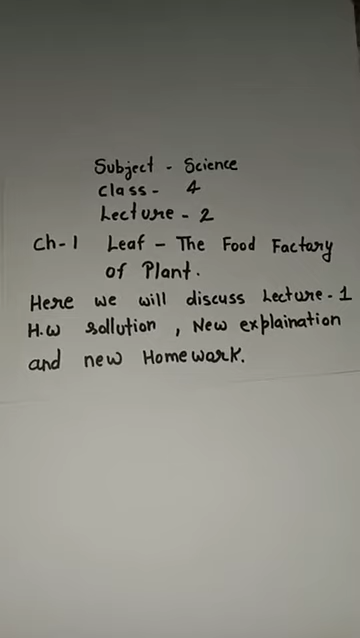 Subject - Science
Class - 4
Lecture - 2
Ch-1 Leaf - The Food Factory
of Plant.
Here we will discuss Lecture-1
H.w sollution, New explaination
and new Homework.